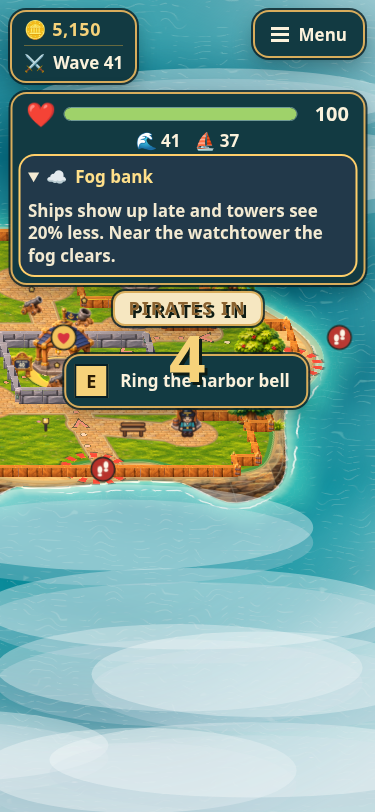 5,150
Menu
Wave 41
100
41 37
Fog bank
Ships show up late and towers see
20% less. Near the watchtower the
fog clears.
PIRATES IN
4
E Ring the harbor bell